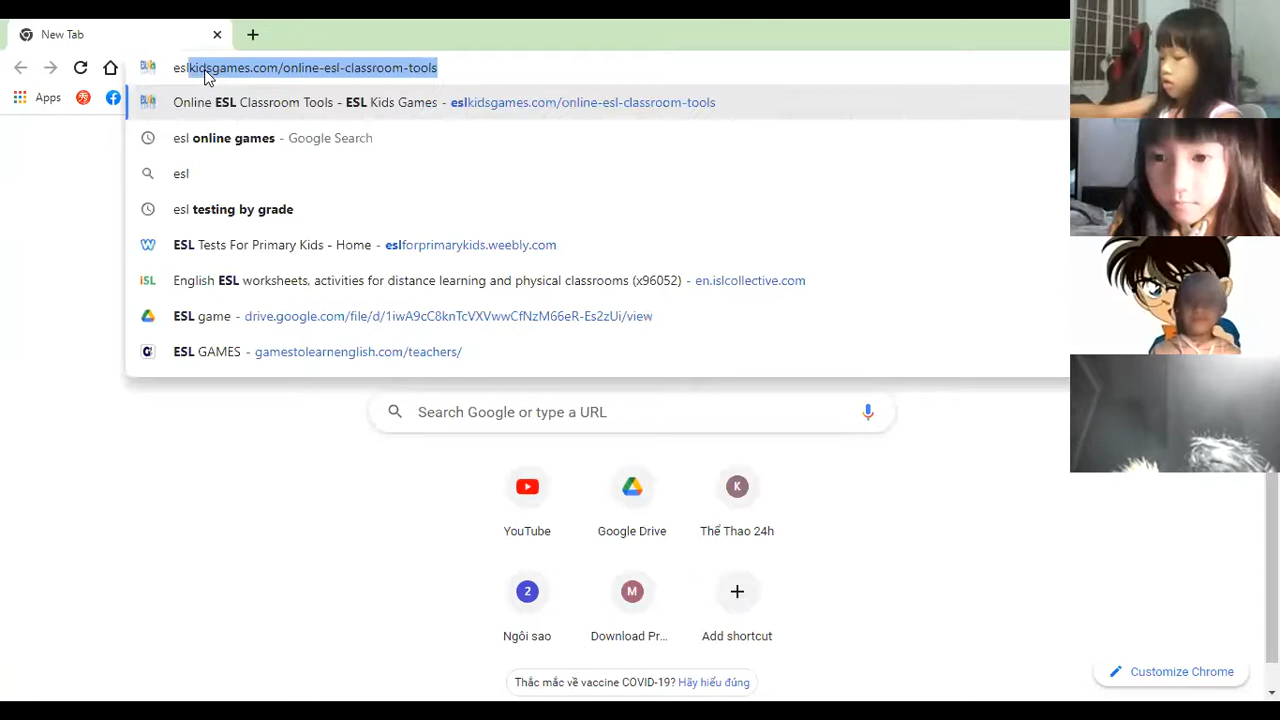 New Tab
eslkidsgames.com/online-esl-classroom-tools
Apps
Online ESL Classroom Tools - ESL Kids Games - eslkidsgames.com/online-esl-classroom-tools
esl online games - Google Search
esl
esl testing by grade
ESL Tests For Primary Kids - Home - eslforprimarykids.weebly.com
iSL English ESL worksheets, activities for distance learning and physical classrooms (x96052) - en.islcollective.com
ESL game - drive.google.com/file/d/1iwA9cC8knTcVXVwwCfNzM66eR-Es2zUi/view
ESL GAMES - gamestolearnenglish.com/teachers/
Search Google or type a URL
K
YouTube Google Drive Thể Thao 24h
2 M
Ngôi sao Download Pr... Add shortcut
Customize Chrome
Thắc mắc về vaccine COVID-19? Hãy hiểu đúng